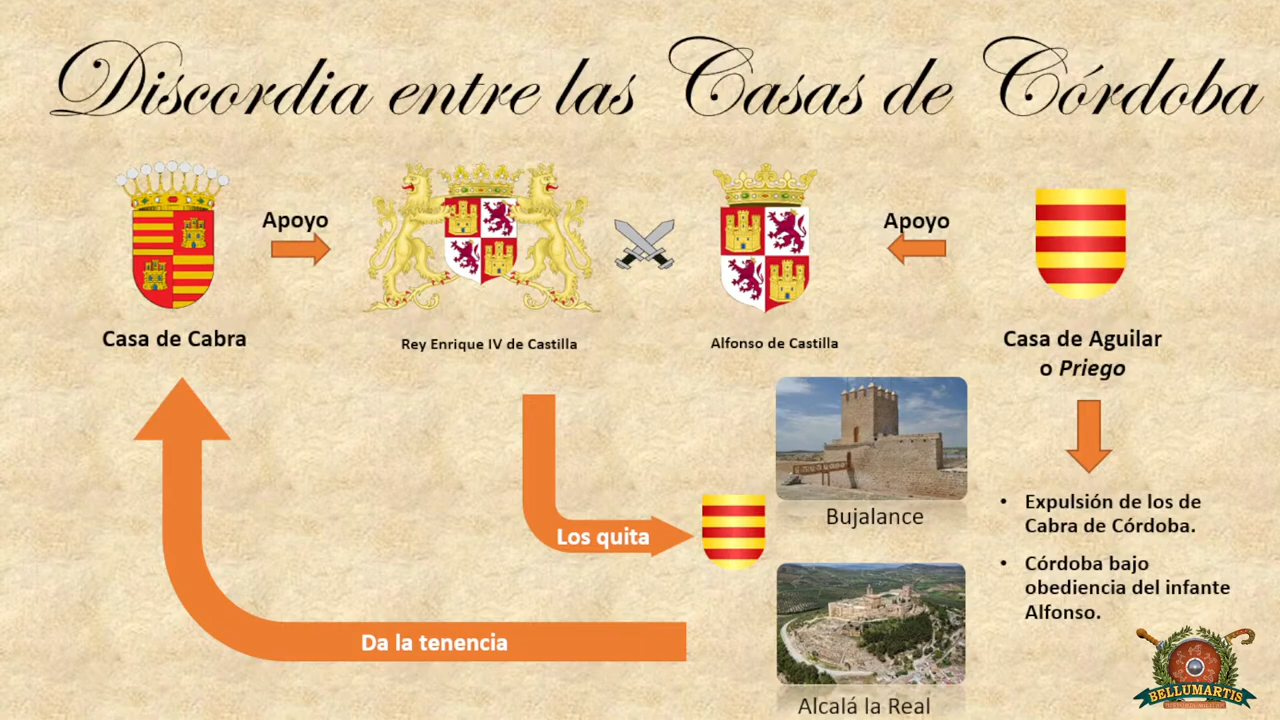 Discordia entre las Casas de Córdoba
Apoyo
Apoyo
Casa de Cabra
Rey Enrique IV de Castilla
Alfonso de Castilla
Casa de Aguilar
o Priego
Los quita
Bujalance
• Expulsión de los de
Cabra de Córdoba.
• Córdoba bajo
obediencia del infante
Alfonso.
Da la tenencia
Alcalá la Real
BELLUMARTIS
HISTORIA MILITAR